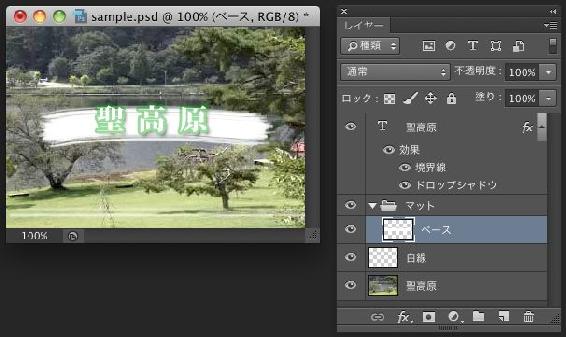 sample.psd @ 100% (ベース, RGB/8) *
聖高原
100%
レイヤー
種類
通常
不透明度: 100%
ロック: 塗り: 100%
T 聖高原 fx
効果
境界線
ドロップシャドウ
マット
ベース
白線
聖高原
fx